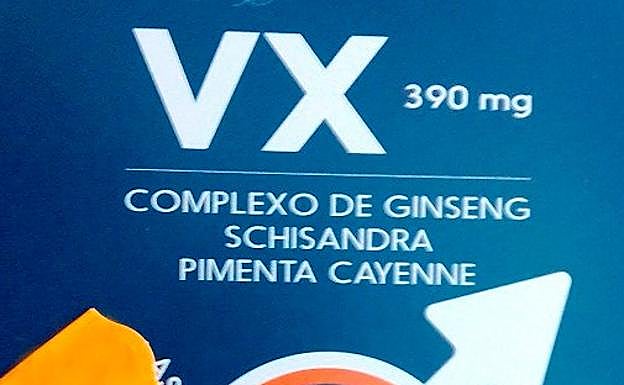 VX
390 mg
COMPLEXO DE GINSENG
SCHISANDRA
PIMENTA CAYENNE